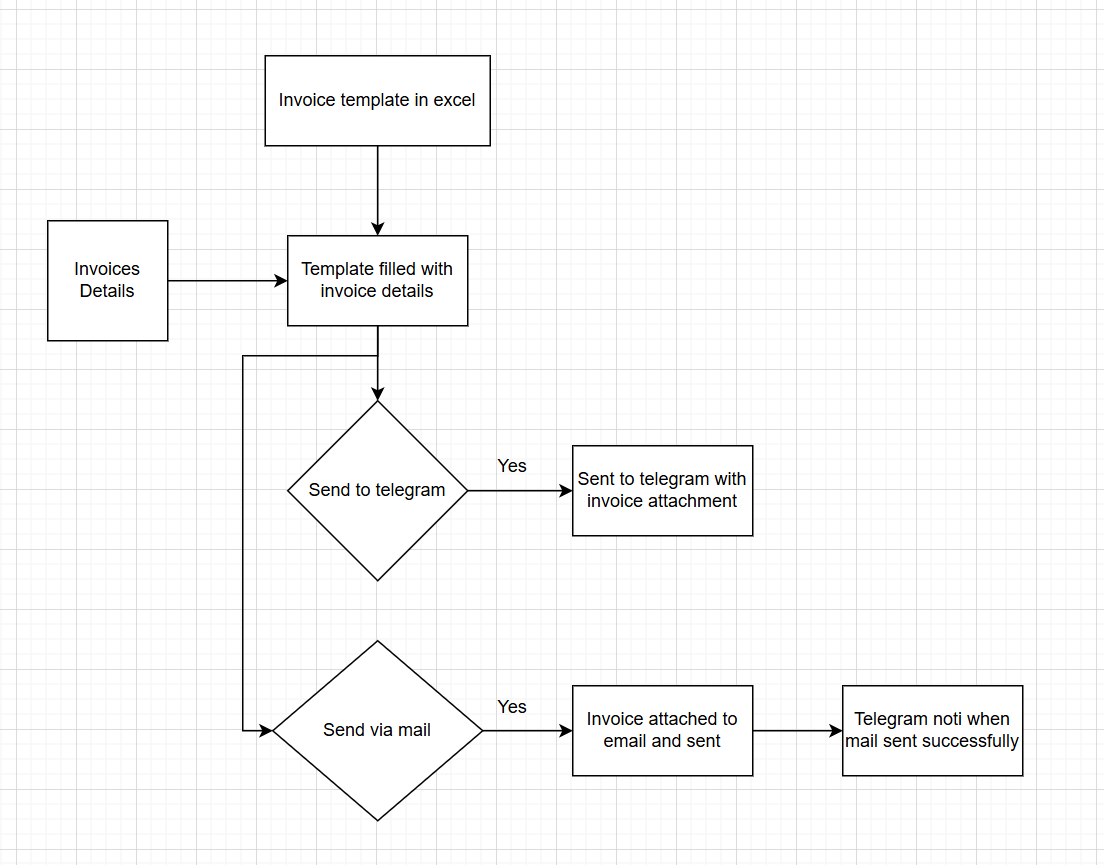 Invoice template in excel
Invoices
Details
Template filled with
invoice details
Send to telegram
Yes
Sent to telegram with
invoice attachment
Send via mail
Yes
Invoice attached to
email and sent
Telegram noti when
mail sent successfully